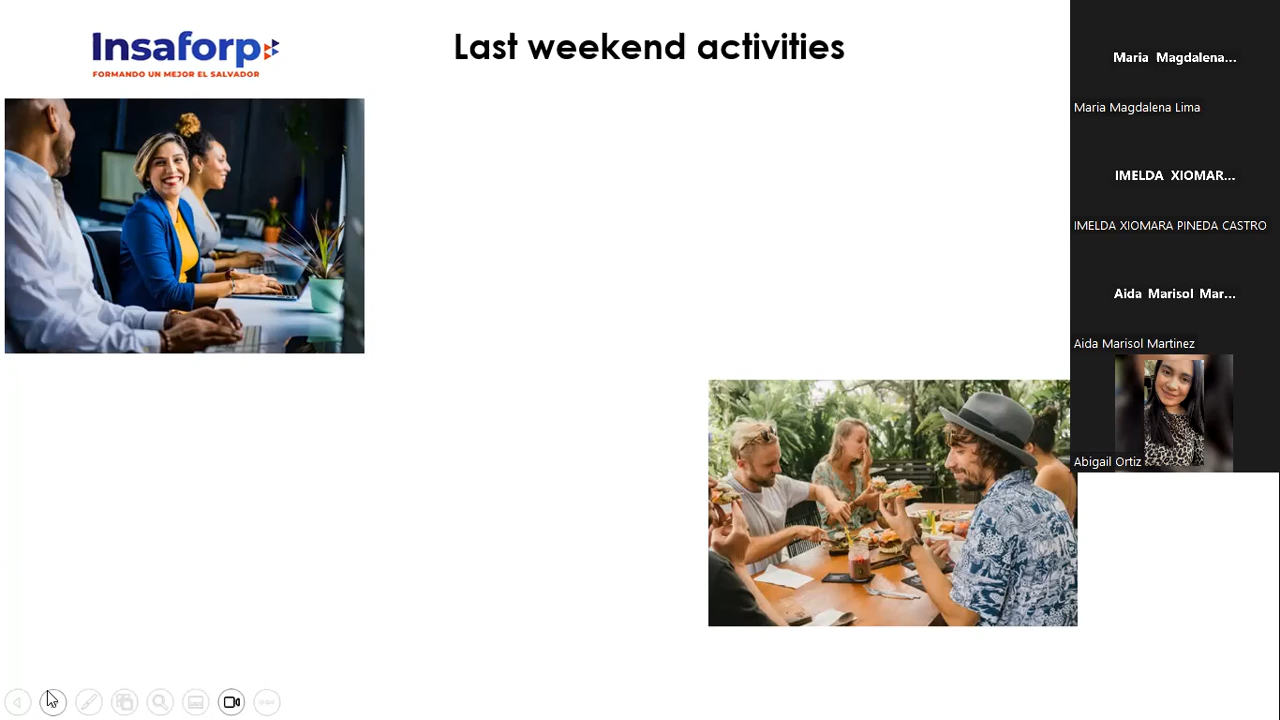 Insaforp
FORMANDO UN MEJOR EL SALVADOR
Last weekend activities
Maria Magdalena...
Maria Magdalena Lima
IMELDA XIOMAR...
IMELDA XIOMARA PINEDA CASTRO
Aida Marisol Mar...
Aida Marisol Martinez
Abigail Ortiz